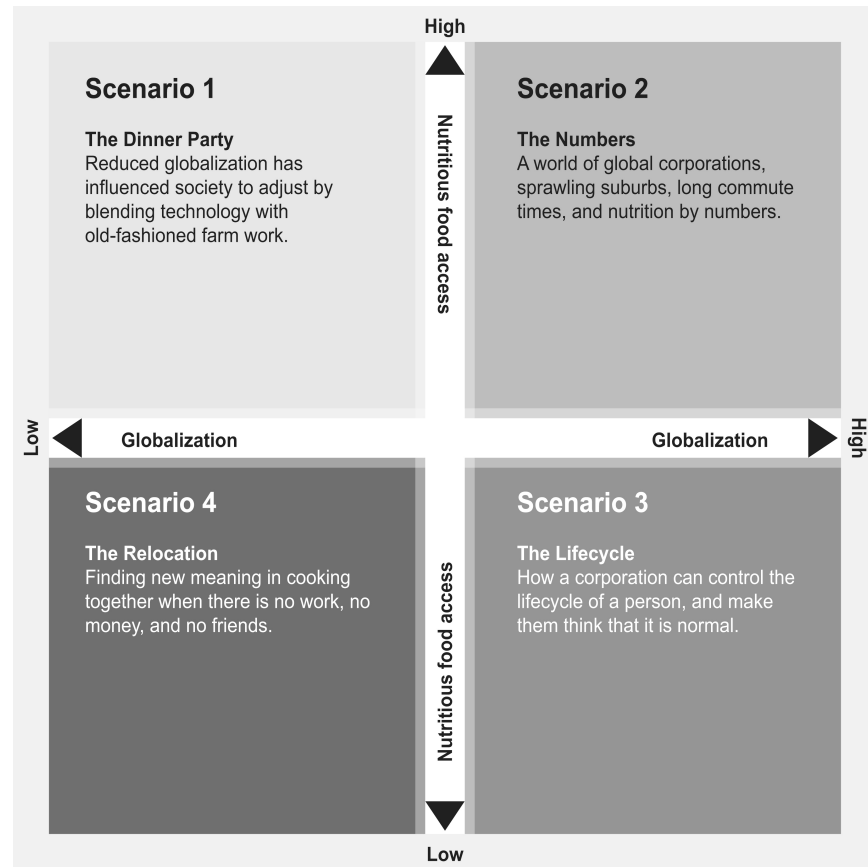 High
Scenario 1
The Dinner Party
Reduced globalization has
influenced society to adjust by
blending technology with
old-fashioned farm work.
Nutritious food access
Scenario 2
The Numbers
A world of global corporations,
sprawling suburbs, long commute
times, and nutrition by numbers.
Low
Globalization
Globalization
High
Scenario 4
The Relocation
Finding new meaning in cooking
together when there is no work, no
money, and no friends.
Nutritious food access
Scenario 3
The Lifecycle
How a corporation can control the
lifecycle of a person, and make
them think that it is normal.
Low